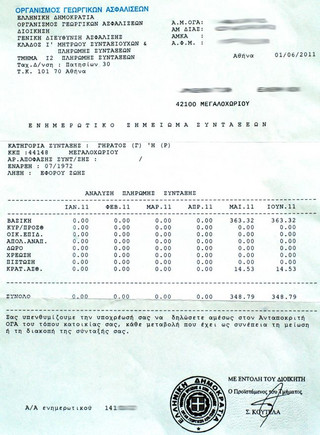 ΟΡΓΑΝΙΣΜΟΣ ΓΕΩΡΓΙΚΩΝ ΑΣΦΑΛΙΣΕΩΝ
ΕΛΛΗΝΙΚΗ ΔΗΜΟΚΡΑΤΙΑ
ΟΡΓΑΝΙΣΜΟΣ ΓΕΩΡΓΙΚΩΝ ΑΣΦΑΛΙΣΕΩΝ
ΔΙΟΙΚΗΣΗ
ΓΕΝΙΚΗ ΔΙΕΥΘΥΝΣΗ ΑΣΦΑΛΙΣΗΣ
ΚΛΑΔΟΣ Ι' ΜΗΤΡΩΟΥ ΣΥΝΤΑΞΙΟΥΧΩΝ &
ΠΛΗΡΩΜΗΣ ΣΥΝΤΑΞΕΩΝ
ΤΜΗΜΑ Ι2 ΠΛΗΡΩΜΗΣ ΣΥΝΤΑΞΕΩΝ
Ταχ.Δ/νση : Πατησίων 30
Τ.Κ. 101 70 Αθήνα
Α.Μ.ΟΓΑ:
ΑΜ ΔΙΑΣ:
ΑΜΚΑ :
Α.Φ.Μ. :
Αθήνα 01/06/2011
42100 ΜΕΓΑΛΟΧΩΡΙΟΥ
ΕΝΗΜΕΡΩΤΙΚΟ ΣΗΜΕΙΩΜΑ ΣΥΝΤΑΞΕΩΝ
ΚΑΤΗΓΟΡΙΑ ΣΥΝΤΑΞΗΣ : ΓΗΡΑΤΟΣ (Γ) 'Η (Ρ)
ΚΚΣ :44148 ΜΕΓΑΛΟΧΩΡΙΟΥ
ΑΡ.ΑΠΟΦΑΣΗΣ ΣΥΝΤ/ΣΗΣ : /
ΕΝΑΡΞΗ : 07/1972
ΛΗΞΗ : ΕΦΟΡΟΥ ΖΩΗΣ
ΑΝΑΛΥΣΗ ΠΛΗΡΩΜΗΣ ΣΥΝΤΑΞΗΣ
ΙΑΝ.11 ΦΕΒ.11 ΜΑΡ.11 ΑΠΡ.11 ΜΑΙ.11 ΙΟΥΝ.11
ΒΑΣΙΚΗ 0.00 0.00 0.00 0.00 363.32 363.32
ΚΥΡ/ΠΡΟΣΘ 0.00 0.00 0.00 0.00 0.00 0.00
ΟΙΚ.ΕΠΙΔ. 0.00 0.00 0.00 0.00 0.00 0.00
ΑΠΟΛ.ΑΝΑΠ. 0.00 0.00 0.00 0.00 0.00 0.00
ΔΩΡΟ 0.00 0.00 0.00 0.00 0.00 0.00
ΧΡΕΩΣΗ 0.00 0.00 0.00 0.00 0.00 0.00
ΠΙΣΤΩΣΗ 0.00 0.00 0.00 0.00 0.00 0.00
ΚΡΑΤ.ΑΣΘ. 0.00 0.00 0.00 0.00 14.53 14.53
ΣΥΝΟΛΟ 0.00 0.00 0.00 0.00 348.79 348.79
Σας υπενθυμίζουμε την υποχρέωσή σας να δηλώσετε αμέσως στον Ανταποκριτή
ΟΓΑ του τόπου κατοικίας σας, κάθε μεταβολή που έχει ως συνέπεια τη μείωση
ή τη διακοπή της σύνταξής σας.
ΜΕ ΕΝΤΟΛΗ ΤΟΥ ΔΙΟΙΚΗΤΗ
Ο Προϊστάμενος του Τμήματος
ΕΛΛΗΝΙΚΗ ΔΗΜΟΚΡΑΤΙΑ
Σ. ΚΟΥΤΕΛΑ
Α/Α ενημερωτικού 141